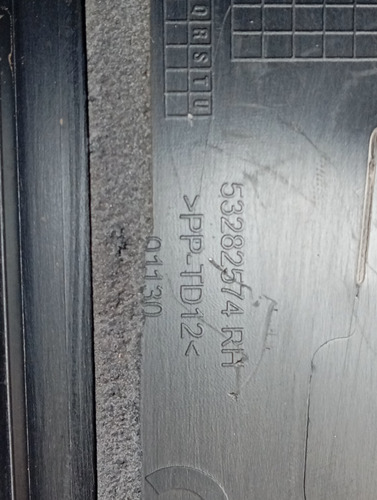 53282574 RH
>PP-TD12<
01130
Q R S T U